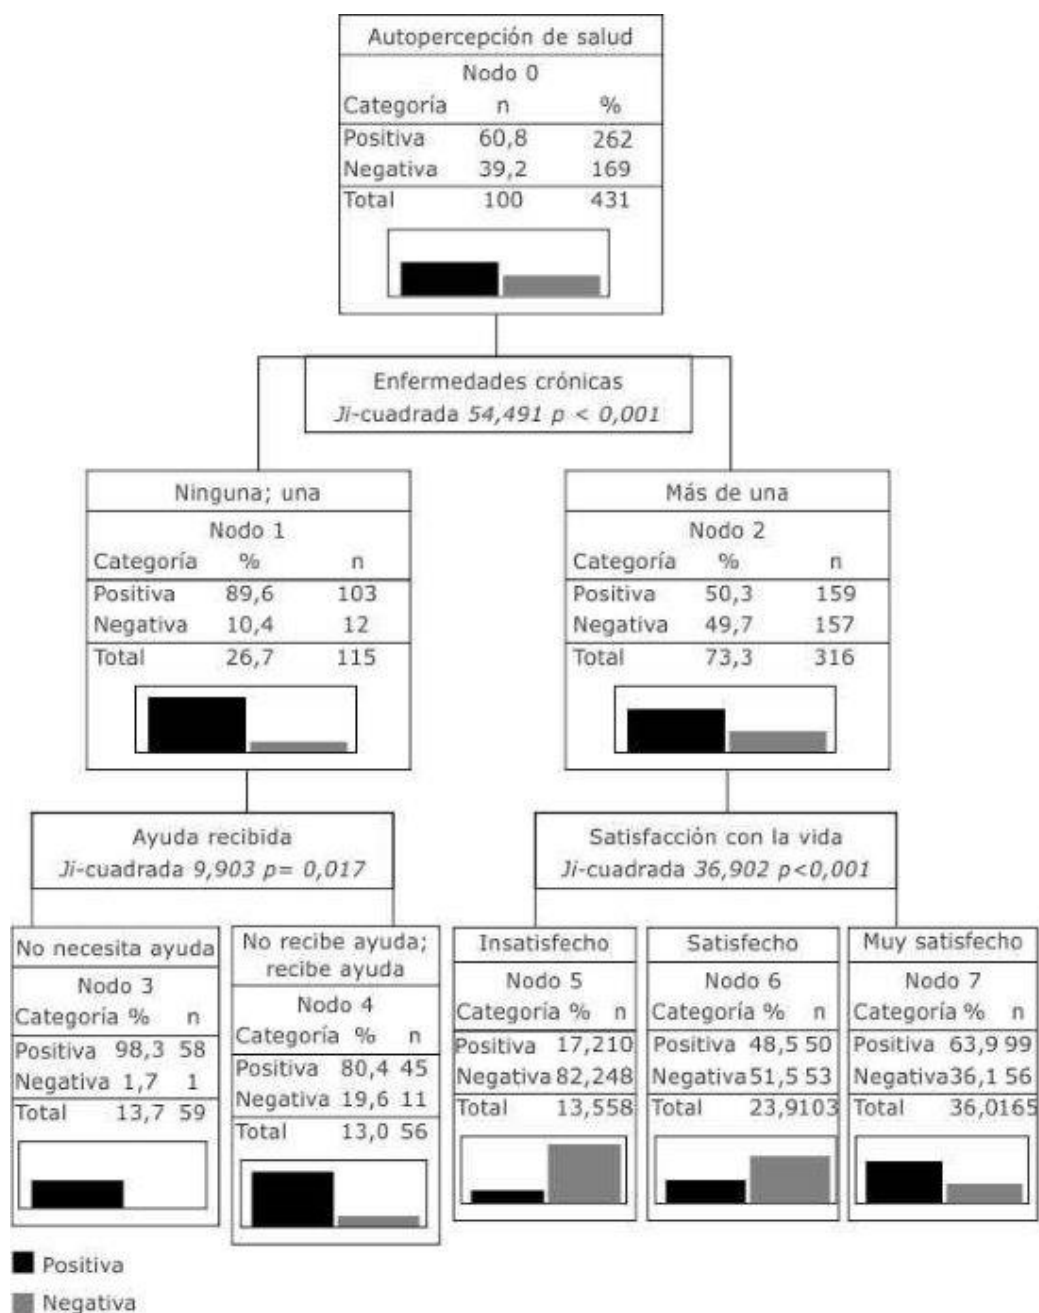 Autopercepción de salud
Nodo 0
Categoría n %
Positiva 60,8 262
Negativa 39,2 169
Total 100 431
Enfermedades crónicas
Ji-cuadrada 54,491 p < 0,001
Ninguna; una
Nodo 1
Categoría % n
Positiva 89,6 103
Negativa 10,4 12
Total 26,7 115
Más de una
Nodo 2
Categoría % n
Positiva 50,3 159
Negativa 49,7 157
Total 73,3 316
Ayuda recibida
Ji-cuadrada 9,903 p= 0,017
Satisfacción con la vida
Ji-cuadrada 36,902 p<0,001
No necesita ayuda
Nodo 3
Categoría % n
Positiva 98,3 58
Negativa 1,7 1
Total 13,7 59
No recibe ayuda;
recibe ayuda
Nodo 4
Categoría % n
Positiva 80,4 45
Negativa 19,6 11
Total 13,0 56
Insatisfecho
Nodo 5
Categoría % n
Positiva 17,210
Negativa 82,248
Total 13,558
Satisfecho
Nodo 6
Categoría % n
Positiva 48,5 50
Negativa 51,5 53
Total 23,9103
Muy satisfecho
Nodo 7
Categoría % n
Positiva 63,9 99
Negativa 36,1 56
Total 36,0165
Positiva
Negativa